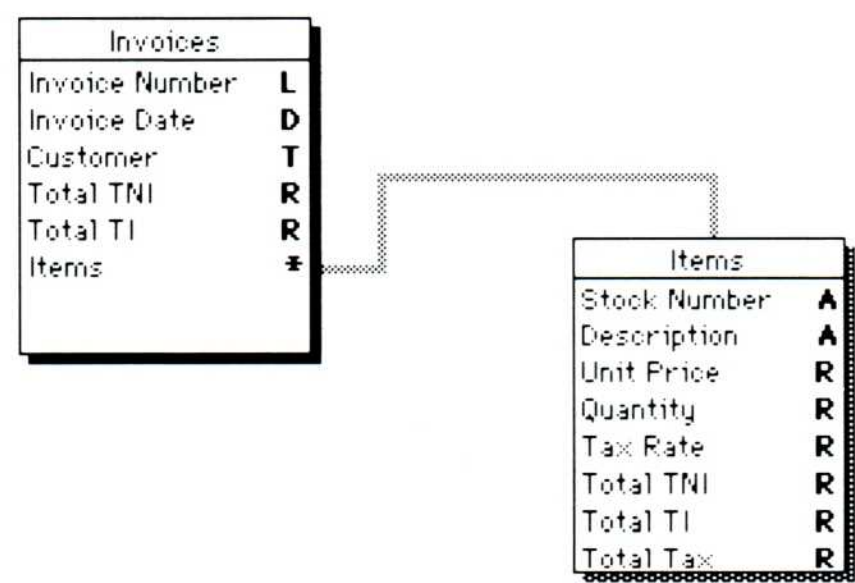 Invoices
Invoice Number L
Invoice Date D
Customer T
Total TNI R
Total TI R
Items *
Items
Stock Number A
Description A
Unit Price R
Quantity R
Tax Rate R
Total TNI R
Total TI R
Total Tax R